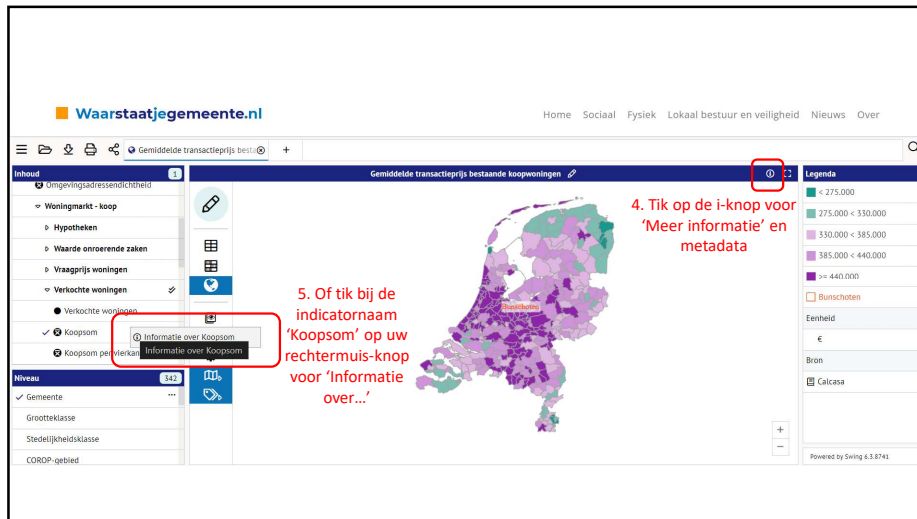 Waarstaatjegemeente.nl
Home Sociaal Fysiek Lokaal bestuur en veiligheid Nieuws Over
Gemiddelde transactieprijs besta
+
Inhoud 1
Omgevingsadressendichtheid
Woningmarkt - koop
Hypotheken
Waarde onroerende zaken
Vraagprijs woningen
Verkochte woningen
Verkochte woningen
Koopsom
Koopsom per vierkan
Informatie over Koopsom
Informatie over Koopsom
Niveau 342
Gemeente ...
Grootteklasse
Stedelijkheidsklasse
COROP-gebied
Gemiddelde transactieprijs bestaande koopwoningen
4. Tik op de i-knop voor
‘Meer informatie’ en
metadata
5. Of tik bij de
indicatornaam
‘Koopsom’ op uw
rechtermuis-knop
voor ‘Informatie
over…’
Bunschoten
+
−
Legenda
< 275.000
275.000 < 330.000
330.000 < 385.000
385.000 < 440.000
>= 440.000
Bunschoten
Eenheid
€
Bron
Calcasa
Powered by Swing 6.3.8741